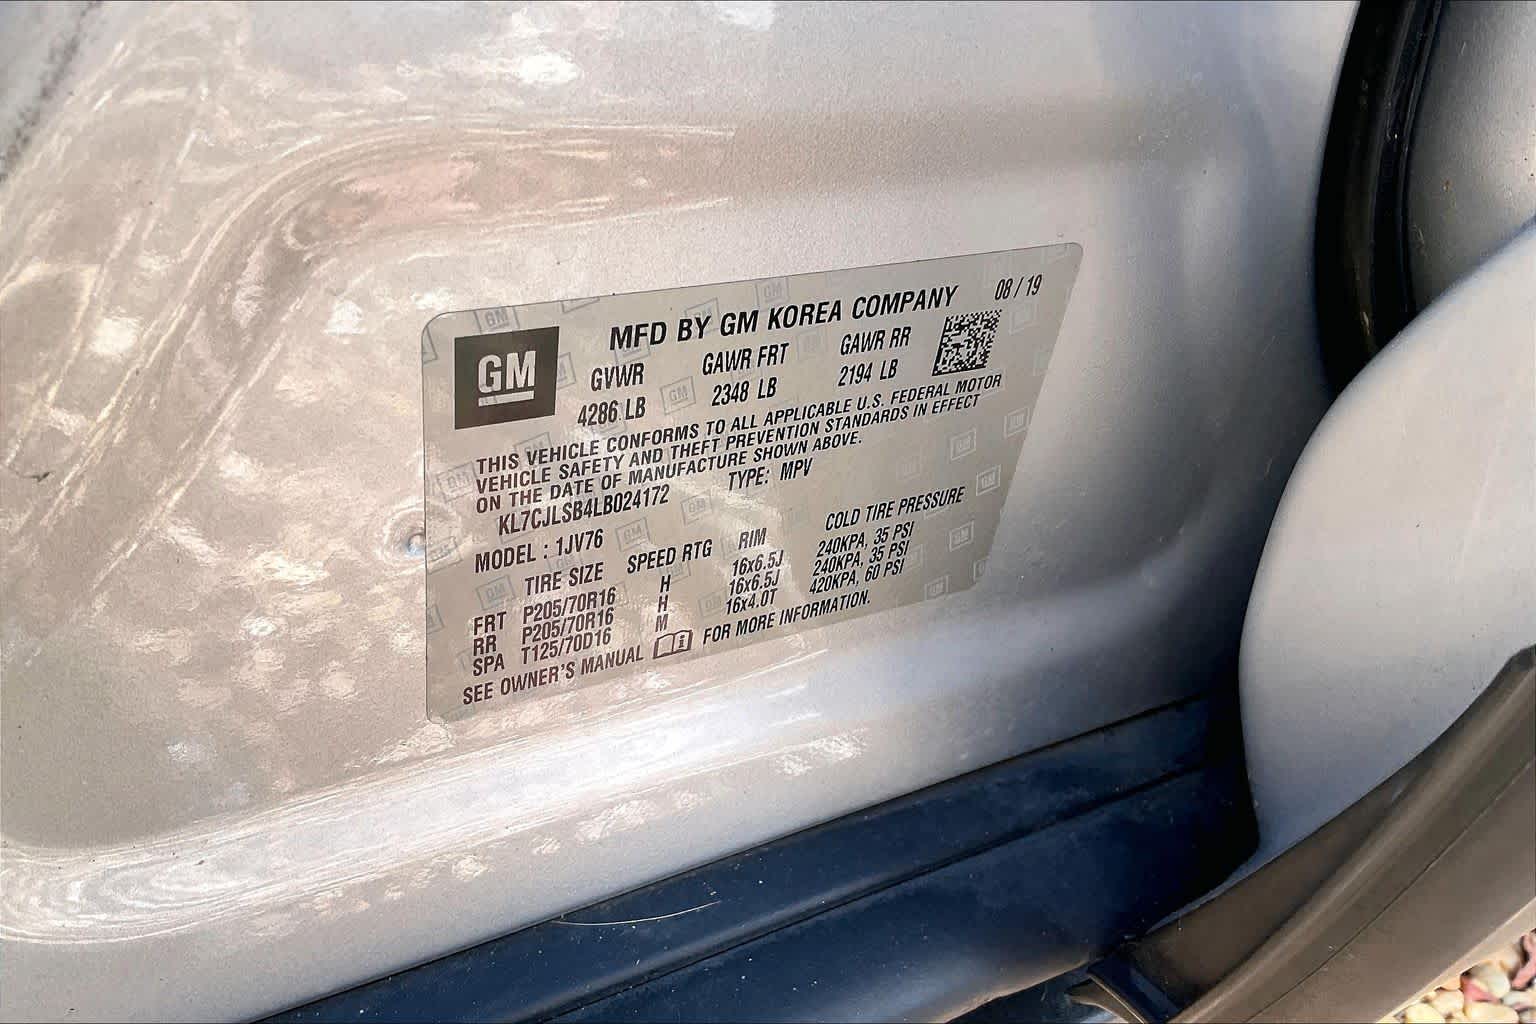 GM
MFD BY GM KOREA COMPANY 08 / 19
GVWR GAWR FRT GAWR RR
4286 LB 2348 LB 2194 LB
THIS VEHICLE CONFORMS TO ALL APPLICABLE U.S. FEDERAL MOTOR
VEHICLE SAFETY AND THEFT PREVENTION STANDARDS IN EFFECT
ON THE DATE OF MANUFACTURE SHOWN ABOVE.
KL7CJLSB4LB024172 TYPE: MPV
MODEL : 1JV76
TIRE SIZE SPEED RTG RIM COLD TIRE PRESSURE
FRT P205/70R16 H 16x6.5J 240KPA, 35 PSI
RR P205/70R16 H 16x6.5J 240KPA, 35 PSI
SPA T125/70D16 M 16x4.0T 420KPA, 60 PSI
SEE OWNER'S MANUAL FOR MORE INFORMATION.